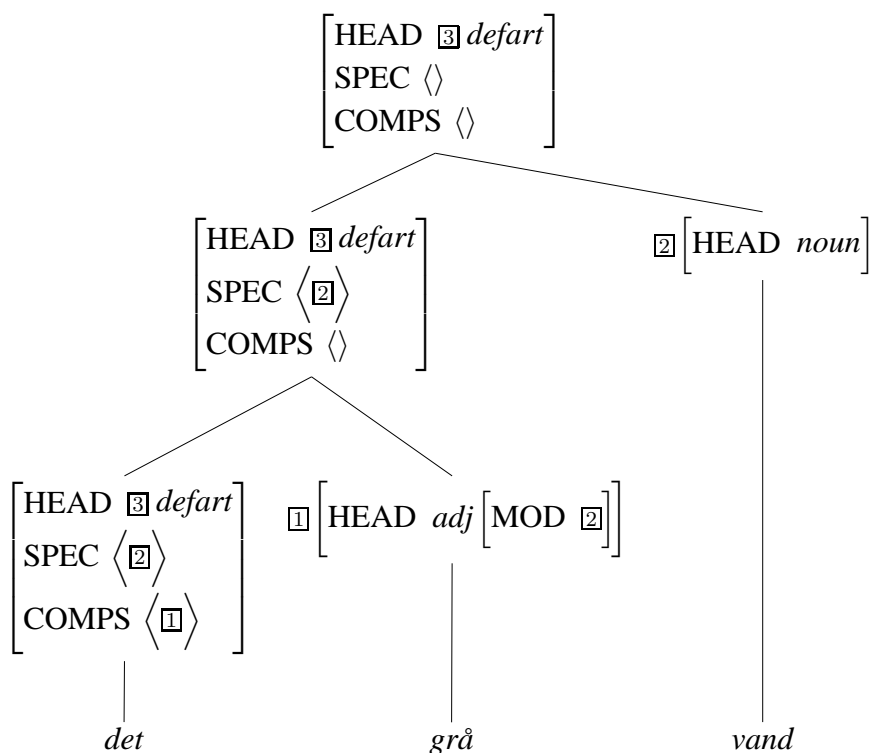 HEAD 3 defart
SPEC ⟨⟩
COMPS ⟨⟩
HEAD 3 defart
SPEC ⟨2⟩
COMPS ⟨⟩
2 [HEAD noun]
HEAD 3 defart
SPEC ⟨2⟩
COMPS ⟨1⟩
1 [HEAD adj [MOD 2]]
det grå vand